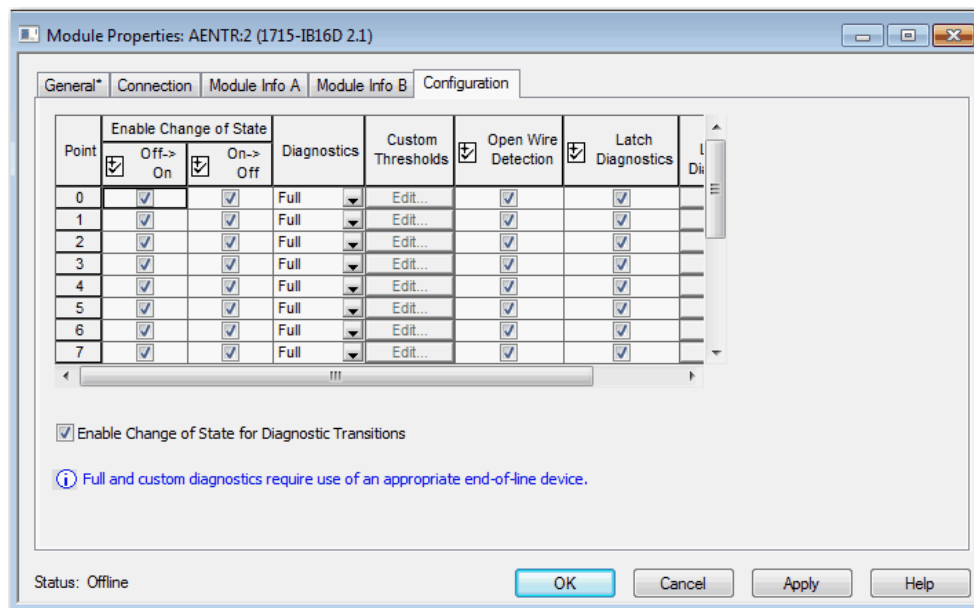 Module Properties: AENTR:2 (1715-IB16D 2.1)
General* Connection Module Info A Module Info B Configuration
Point Enable Change of State Off-> On On-> Off Diagnostics Custom Thresholds Open Wire Detection Latch Diagnostics
0 Full Edit...
1 Full Edit...
2 Full Edit...
3 Full Edit...
4 Full Edit...
5 Full Edit...
6 Full Edit...
7 Full Edit...
Enable Change of State for Diagnostic Transitions
Full and custom diagnostics require use of an appropriate end-of-line device.
Status: Offline OK Cancel Apply Help